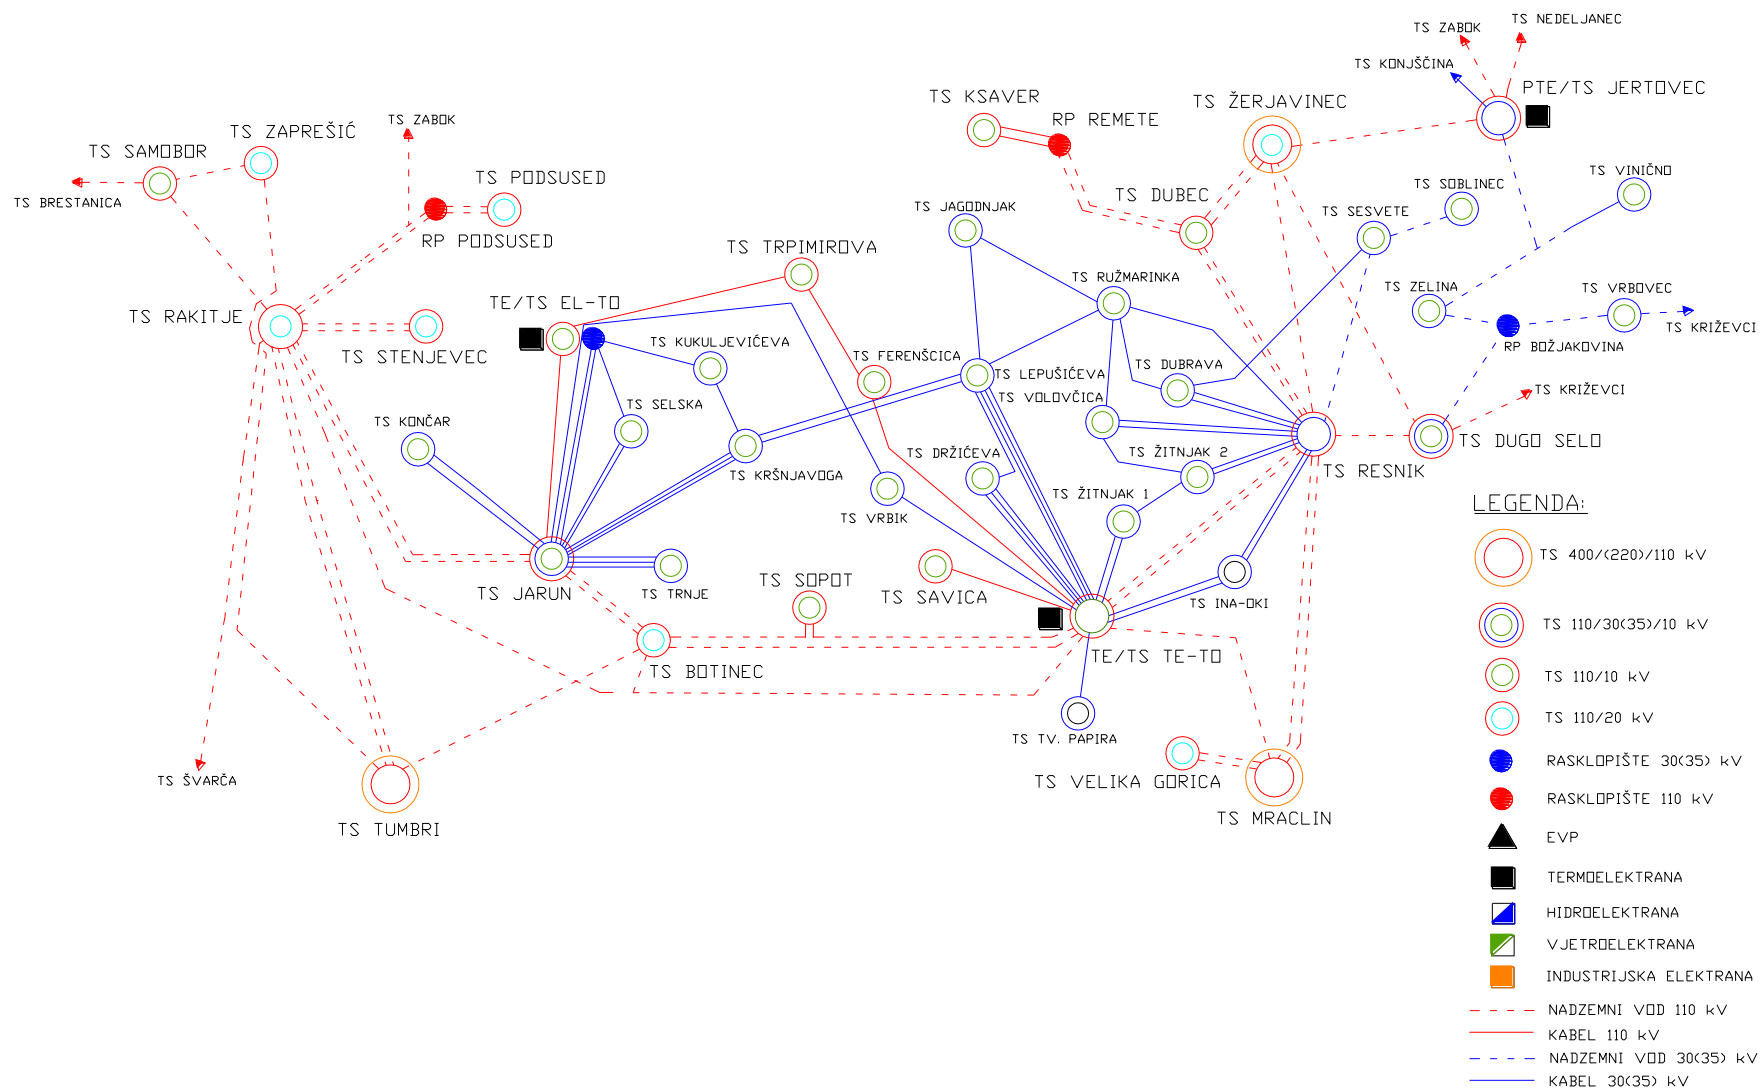 TS NEDELJANEC
TS ZABOK
TS KONJŠČINA
PTE/TS JERTOVEC
TS KSAVER
TS ŽERJAVINEC
RP REMETE
TS ZABOK
TS ZAPREŠIĆ
TS SAMOBOR
TS VINIČNO
TS PODSUSED
TS SOBLINEC
TS DUBEC
TS BRESTANICA
TS JAGODNJAK
TS SESVETE
RP PODSUSED
TS TRPIMIROVA
TS RUŽMARINKA
TS ZELINA
TS VRBOVEC
TE/TS EL-TO
TS RAKITJE
TS KRIŽEVCI
TS KUKULJEVIĆEVA
RP BOŽJAKOVINA
TS STENJEVEC
TS FERENŠCICA
TS DUBRAVA
TS LEPUŠIĆEVA
TS KRIŽEVCI
TS VOLOVČICA
TS SELSKA
TS KONČAR
TS DUGO SELO
TS DRŽIĆEVA
TS ŽITNJAK 2
TS RESNIK
TS KRŠNJAVOGA
TS ŽITNJAK 1
LEGENDA:
TS VRBIK
TS 400/(220)/110 kV
TS SOPOT
TS JARUN
TS TRNJE
TS SAVICA
TS INA-OKI
TS 110/30(35)/10 kV
TE/TS TE-TO
TS BOTINEC
TS 110/10 kV
TS 110/20 kV
TS TV. PAPIRA
RASKLOPIŠTE 30(35) kV
TS ŠVARČA
TS VELIKA GORICA
RASKLOPIŠTE 110 kV
TS MRACLIN
TS TUMBRI
EVP
TERMOELEKTRANA
HIDROELEKTRANA
VJETROELEKTRANA
INDUSTRIJSKA ELEKTRANA
NADZEMNI VOD 110 kV
KABEL 110 kV
NADZEMNI VOD 30(35) kV
KABEL 30(35) kV